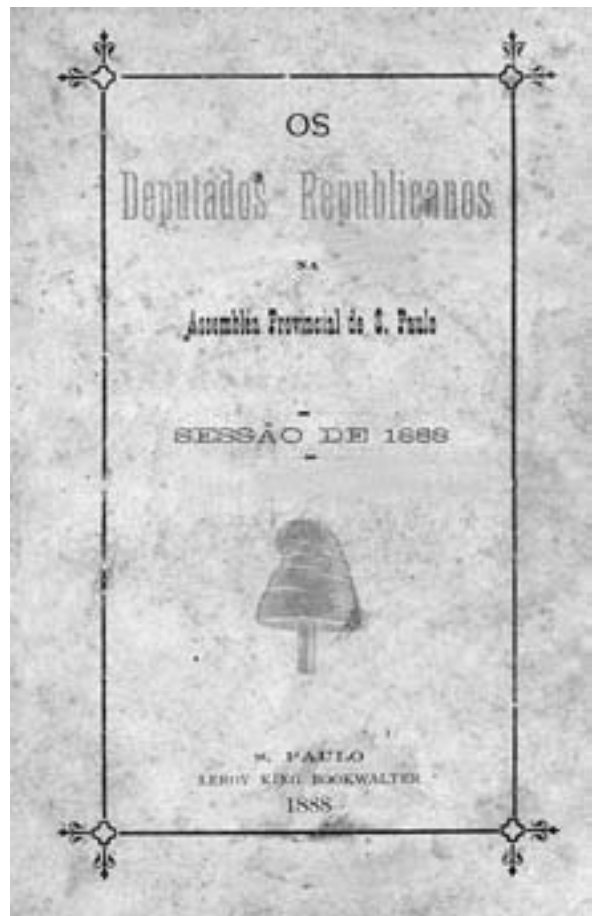 OS
Deputados Republicanos
NA
Assembléa Provincial de S. Paulo
SESSÃO DE 1888
S. PAULO
LEROY KING BOOKWALTER
1888